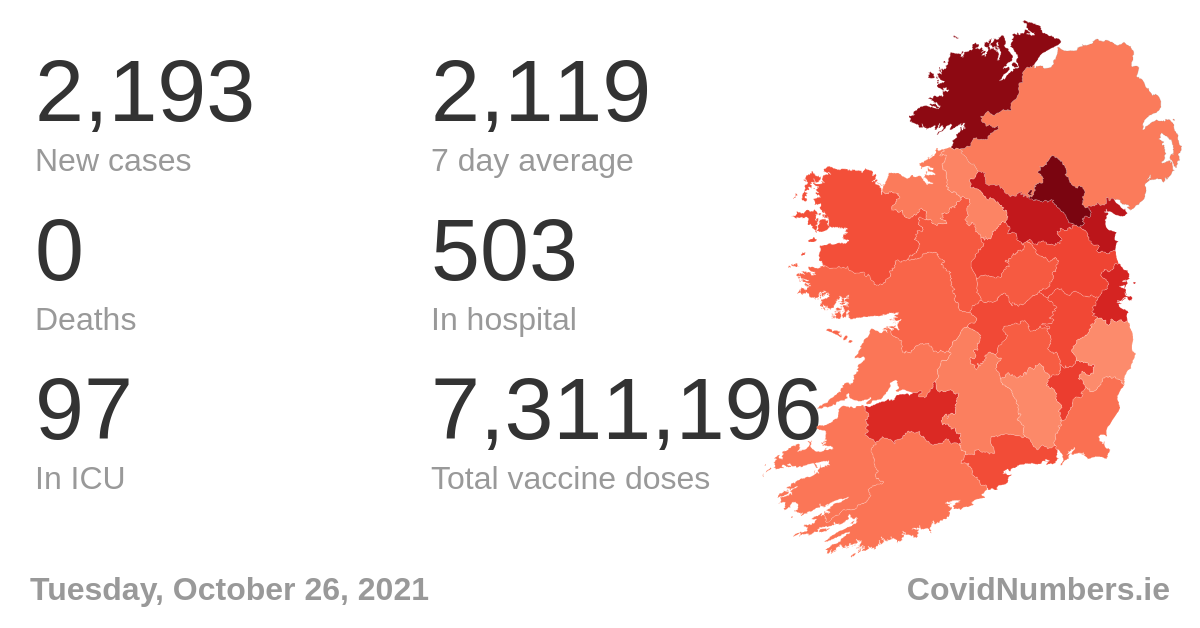 2,193
New cases
2,119
7 day average
0
Deaths
503
In hospital
97
In ICU
7,311,196
Total vaccine doses
Tuesday, October 26, 2021
CovidNumbers.ie